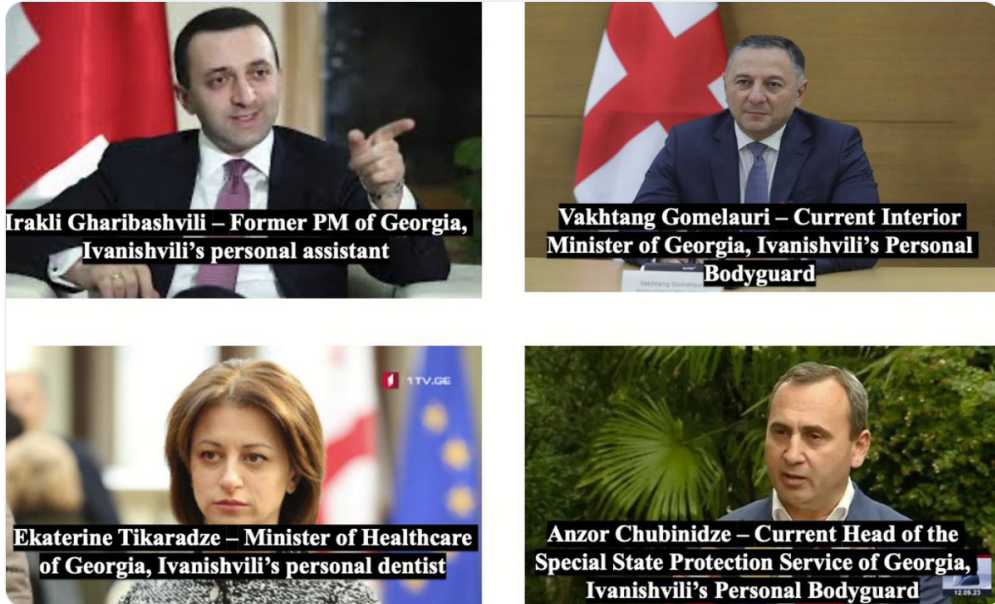 Irakli Gharibashvili – Former PM of Georgia,
Ivanishvili’s personal assistant
Vakhtang Gomelauri – Current Interior
Minister of Georgia, Ivanishvili’s Personal
Bodyguard
Vakhtang Gomelauri
1TV.GE
Ekaterine Tikaradze – Minister of Healthcare
of Georgia, Ivanishvili’s personal dentist
Anzor Chubinidze – Current Head of the
Special State Protection Service of Georgia,
Ivanishvili’s Personal Bodyguard
12.09.23